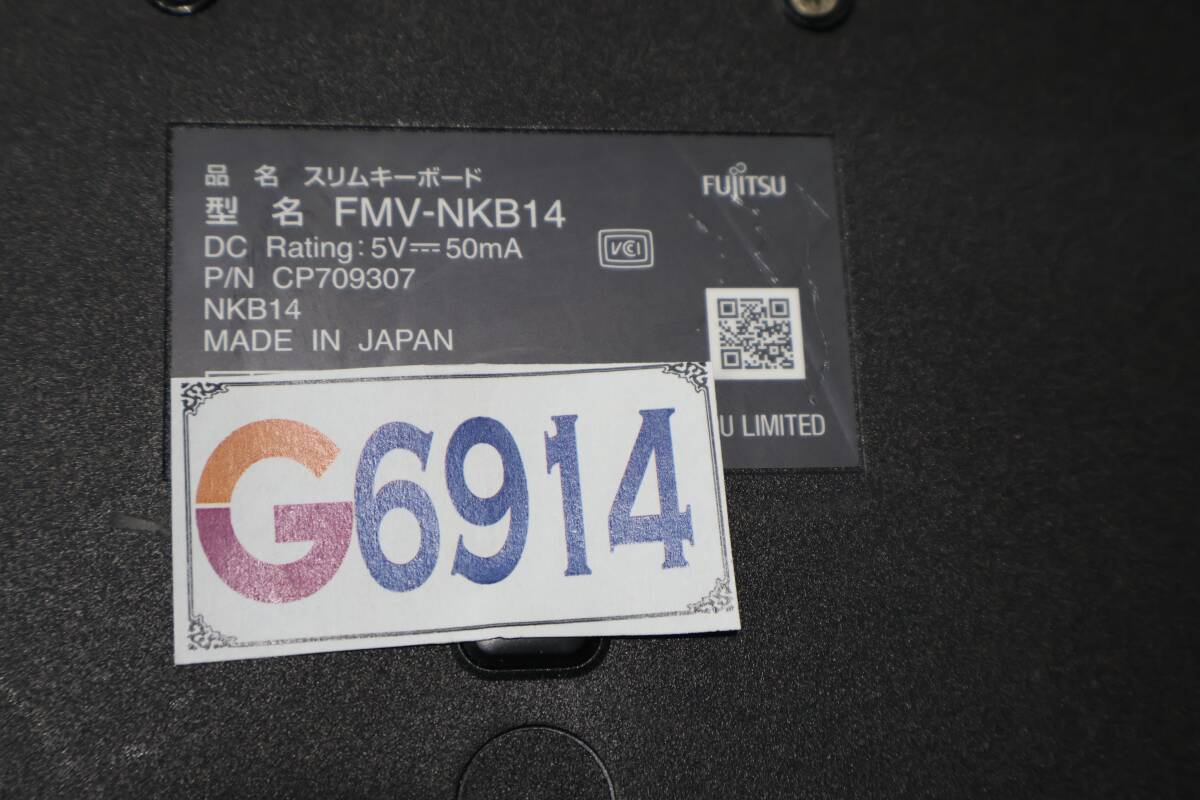 品 名 スリムキーボード
FUJITSU
型 名 FMV-NKB14
DC Rating: 5V⎓50mA
VCI
P/N CP709307
NKB14
MADE IN JAPAN
U LIMITED
G6914